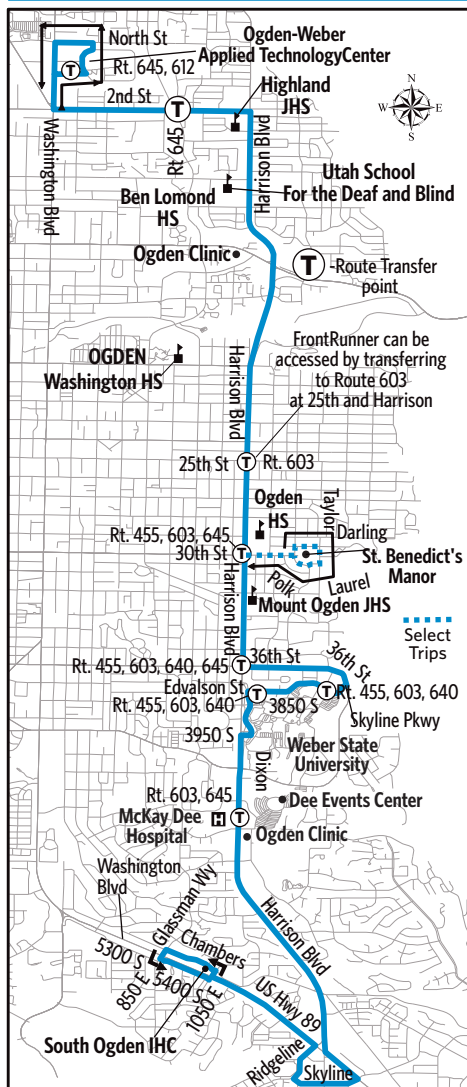 North St
Ogden-Weber
Applied TechnologyCenter
Rt. 645, 612
T
2nd St
T
Rt 645
Highland
JHS
N
W
E
S
Washington Blvd
Harrison Blvd
Utah School
For the Deaf and Blind
Ben Lomond
HS
Ogden Clinic
T
-Route Transfer
point
FrontRunner can be
accessed by transferring
to Route 603
at 25th and Harrison
OGDEN
Washington HS
Harrison Blvd
25th St
T
Rt. 603
Ogden
HS
Taylor
Darling
Rt. 455, 603, 645
30th St
T
St. Benedict's
Manor
Polk
Laurel
Mount Ogden JHS
Harrison Blvd
Select
Trips
36th St
36th St
Rt. 455, 603, 640, 645
T
Edvalson St
Rt. 455, 603, 640
T
3850 S
T
Rt. 455, 603, 640
Skyline Pkwy
3950 S
Weber State
University
Dixon
Dee Events Center
Rt. 603, 645
McKay Dee
Hospital
H
T
Ogden Clinic
Washington
Blvd
Glassman Wy
Chambers
Harrison Blvd
5300 S
850 E
5400 S
1050 E
US Hwy 89
South Ogden IHC
Ridgeline
Skyline